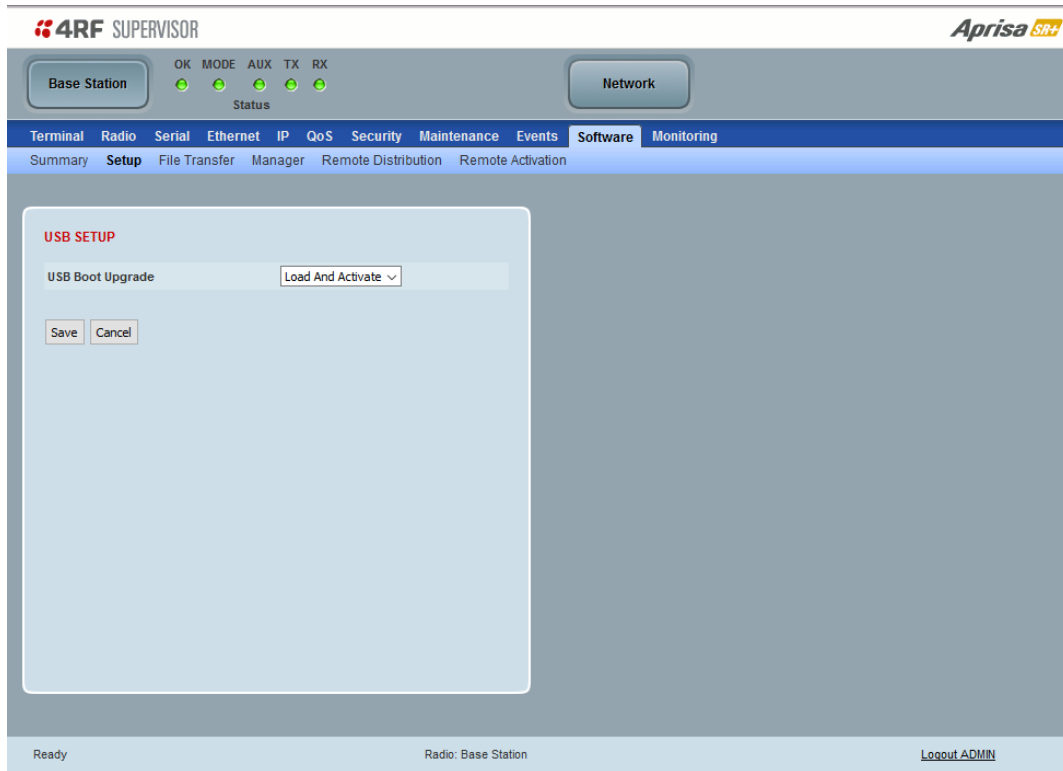 4RF SUPERVISOR
Aprisa SR+
Base Station
OK MODE AUX TX RX
Status
Network
Terminal Radio Serial Ethernet IP QoS Security Maintenance Events Software Monitoring
Summary Setup File Transfer Manager Remote Distribution Remote Activation
USB SETUP
USB Boot Upgrade Load And Activate
Save Cancel
Ready Radio: Base Station Logout ADMIN